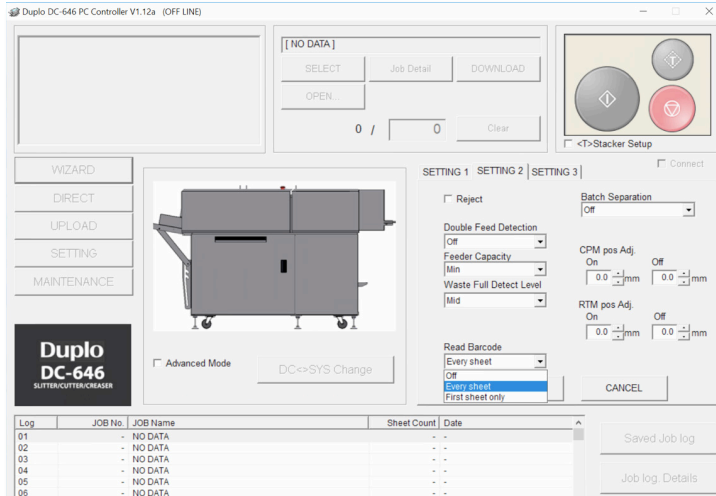 Duplo DC-646 PC Controller V1.12a (OFF LINE)
[ NO DATA ]
SELECT Job Detail DOWNLOAD
OPEN...
0 / 0 Clear
<T>Stacker Setup
Connect
WIZARD
DIRECT
UPLOAD
SETTING
MAINTENANCE
Duplo
DC-646
SLITTER/CUTTER/CREASER
Advanced Mode
DC<>SYS Change
SETTING 1 SETTING 2 SETTING 3
Reject
Double Feed Detection
Off
Feeder Capacity
Min
Waste Full Detect Level
Mid
Read Barcode
Every sheet
Off
Every sheet
First sheet only
Batch Separation
Off
CPM pos Adj.
On Off
0.0 mm 0.0 mm
RTM pos Adj.
On Off
0.0 mm 0.0 mm
CANCEL
Log JOB No. JOB Name Sheet Count Date
01 - NO DATA - -
02 - NO DATA - -
03 - NO DATA - -
04 - NO DATA - -
05 - NO DATA - -
06 - NO DATA - -
Saved Job log
Job log. Details